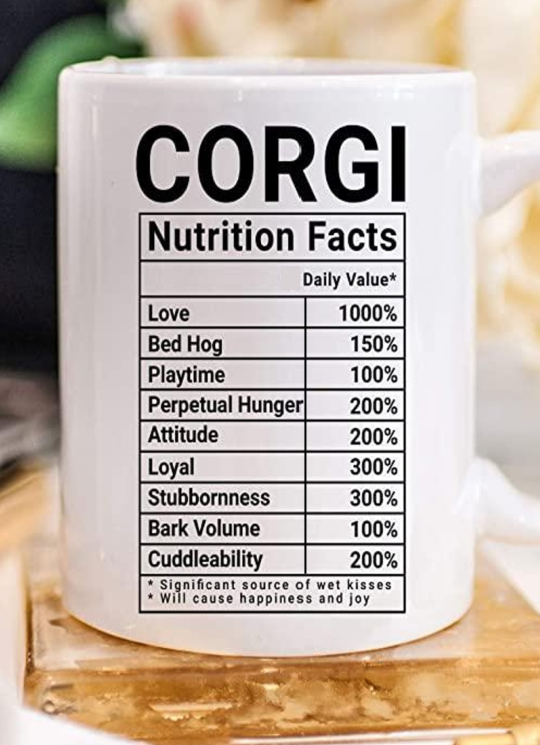 CORGI
Nutrition Facts
Daily Value*
Love 1000%
Bed Hog 150%
Playtime 100%
Perpetual Hunger 200%
Attitude 200%
Loyal 300%
Stubbornness 300%
Bark Volume 100%
Cuddleability 200%
* Significant source of wet kisses
* Will cause happiness and joy